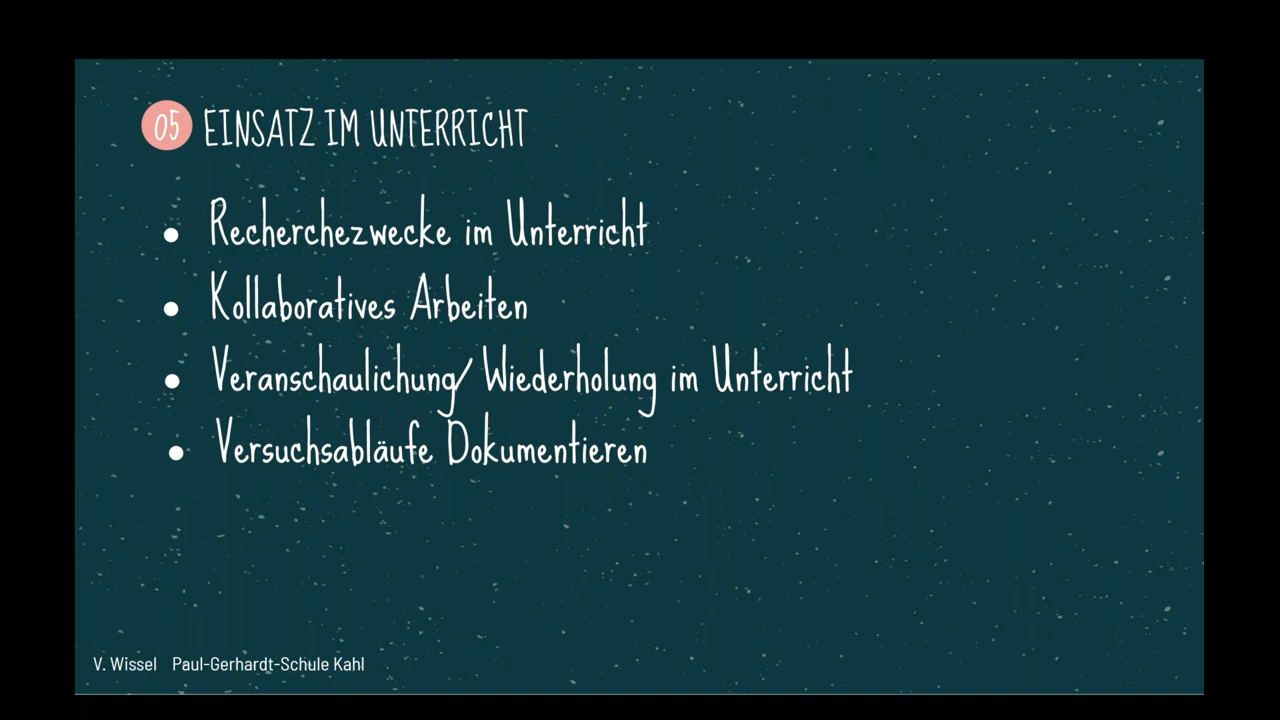 05 EINSATZ IM UNTERRICHT
• Recherchezwecke im Unterricht
• Kollaboratives Arbeiten
• Veranschaulichung/ Wiederholung im Unterricht
• Versuchsabläufe Dokumentieren
V. Wissel Paul-Gerhardt-Schule Kahl